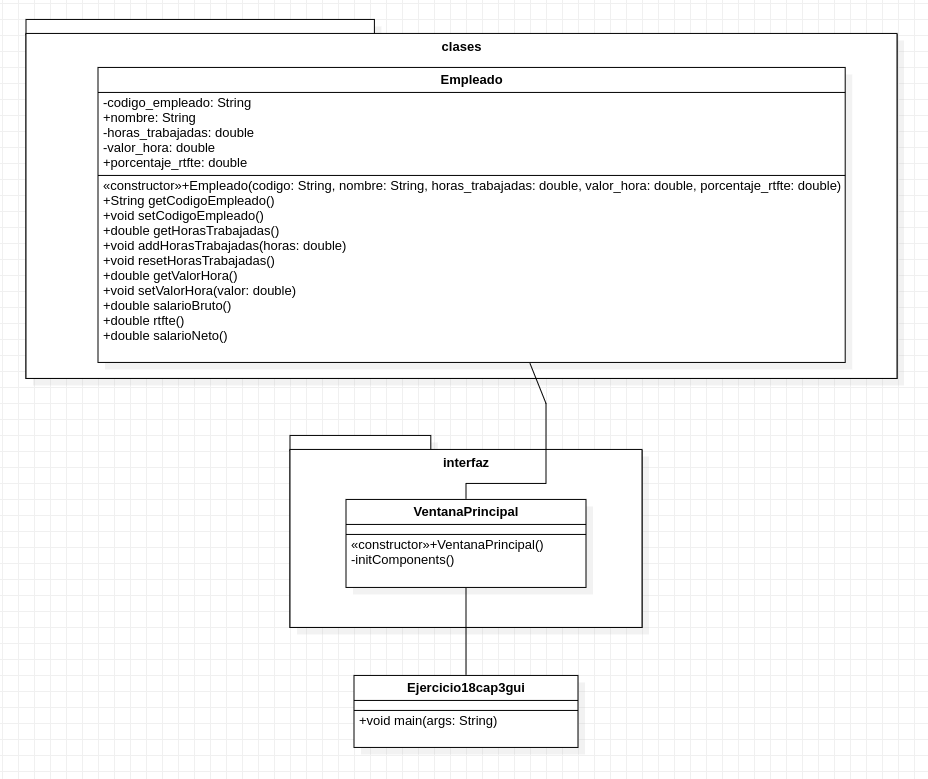 clases
Empleado
-codigo_empleado: String
+nombre: String
-horas_trabajadas: double
-valor_hora: double
+porcentaje_rtfte: double
«constructor»+Empleado(codigo: String, nombre: String, horas_trabajadas: double, valor_hora: double, porcentaje_rtfte: double)
+String getCodigoEmpleado()
+void setCodigoEmpleado()
+double getHorasTrabajadas()
+void addHorasTrabajadas(horas: double)
+void resetHorasTrabajadas()
+double getValorHora()
+void setValorHora(valor: double)
+double salarioBruto()
+double rtfte()
+double salarioNeto()
interfaz
VentanaPrincipal
«constructor»+VentanaPrincipal()
-initComponents()
Ejercicio18cap3gui
+void main(args: String)